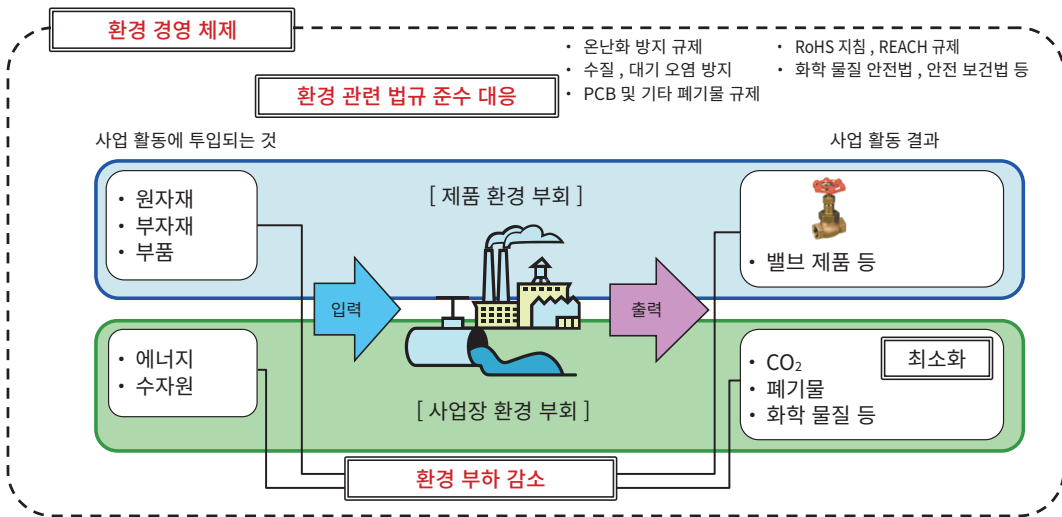 환경 경영 체제
• 온난화 방지 규제
• 수질 , 대기 오염 방지
• PCB 및 기타 폐기물 규제
• RoHS 지침 , REACH 규제
• 화학 물질 안전법 , 안전 보건법 등
환경 관련 법규 준수 대응
사업 활동에 투입되는 것
사업 활동 결과
[ 제품 환경 부회 ]
• 원자재
• 부자재
• 부품
• 밸브 제품 등
입력
출력
• 에너지
• 수자원
[ 사업장 환경 부회 ]
최소화
• CO₂
• 폐기물
• 화학 물질 등
환경 부하 감소